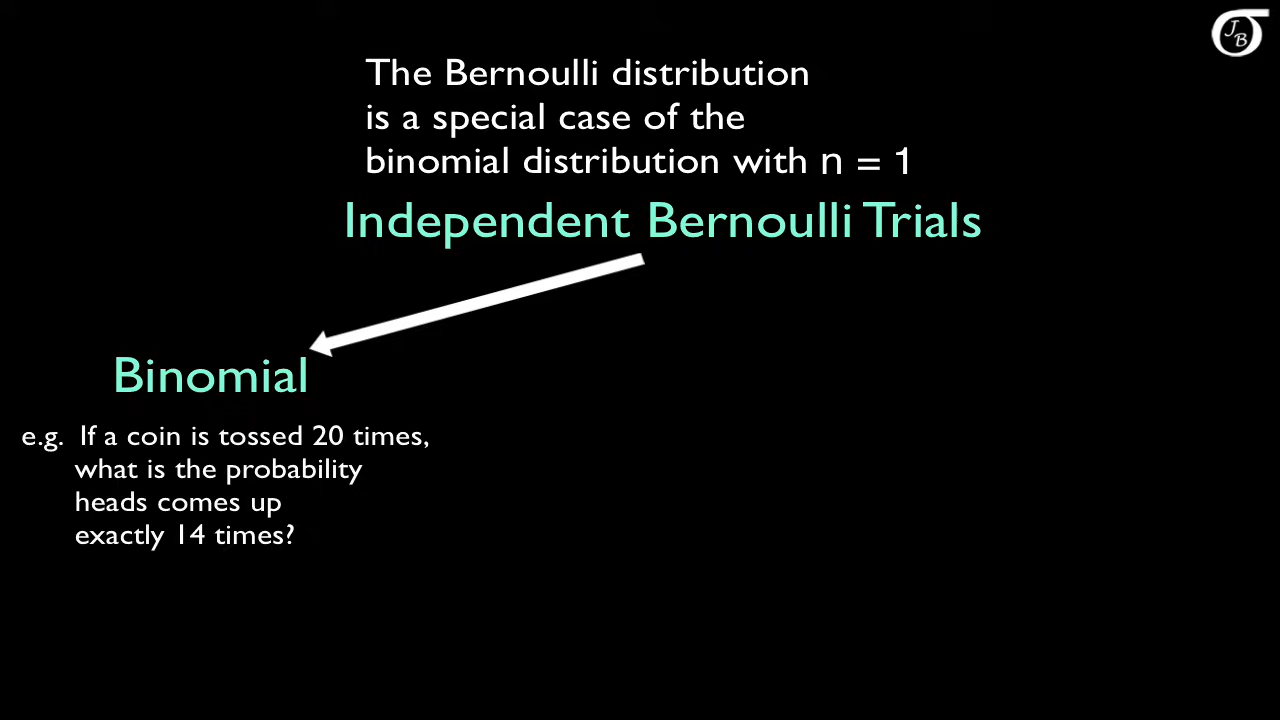 JB
The Bernoulli distribution
is a special case of the
binomial distribution with n = 1
Independent Bernoulli Trials
Binomial
e.g. If a coin is tossed 20 times,
what is the probability
heads comes up
exactly 14 times?